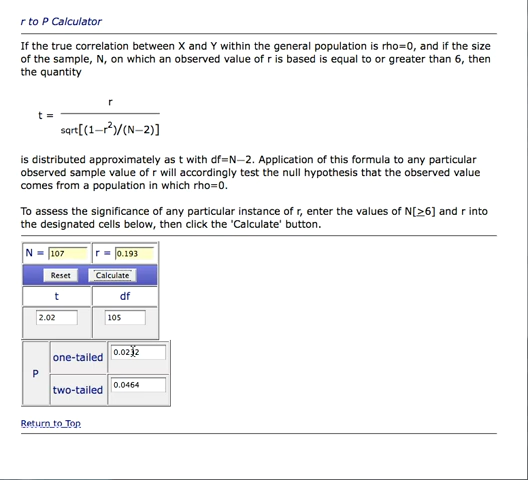 r to P Calculator
If the true correlation between X and Y within the general population is rho=0, and if the size
of the sample, N, on which an observed value of r is based is equal to or greater than 6, then
the quantity
r
t =
sqrt[(1—r²)/(N—2)]
is distributed approximately as t with df=N—2. Application of this formula to any particular
observed sample value of r will accordingly test the null hypothesis that the observed value
comes from a population in which rho=0.
To assess the significance of any particular instance of r, enter the values of N[≥6] and r into
the designated cells below, then click the 'Calculate' button.
N = 107 r = 0.193
Reset Calculate
t df
2.02 105
one-tailed 0.0232
P
two-tailed 0.0464
Return to Top